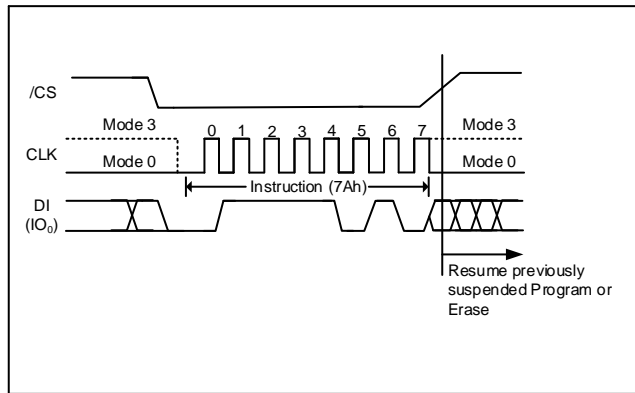 /CS
Mode 3
0 1 2 3 4 5 6 7
Mode 3
CLK
Mode 0
Mode 0
Instruction (7Ah)
DI
(IO₀)
Resume previously
suspended Program or
Erase